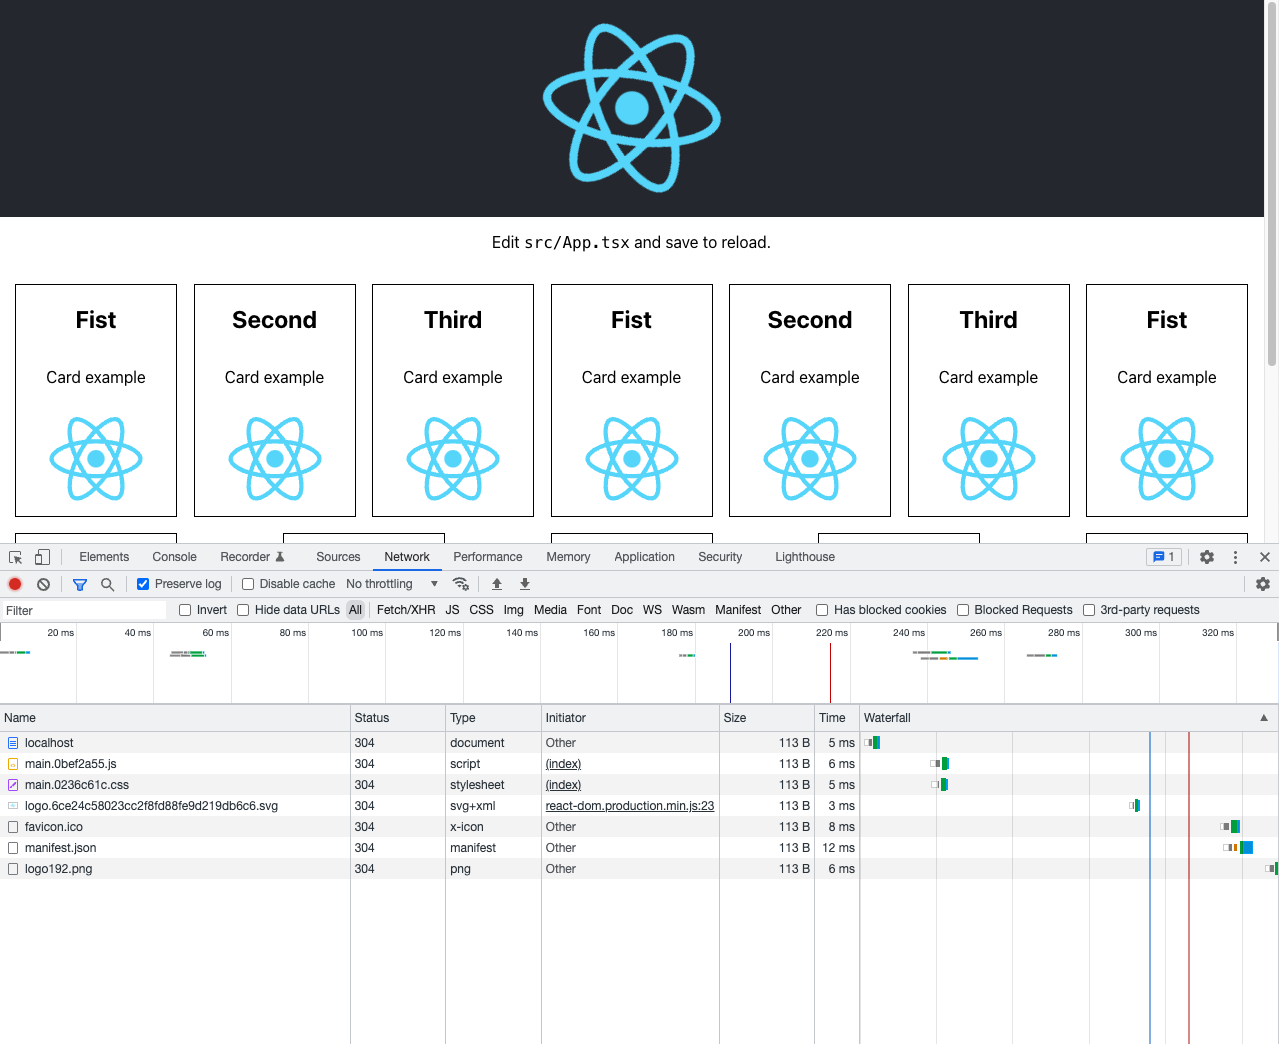 Edit src/App.tsx and save to reload.
Fist Second Third Fist Second Third Fist
Card example Card example Card example Card example Card example Card example Card example
Elements Console Recorder Sources Network Performance Memory Application Security Lighthouse 1
Preserve log Disable cache No throttling
Filter Invert Hide data URLs All Fetch/XHR JS CSS Img Media Font Doc WS Wasm Manifest Other Has blocked cookies Blocked Requests 3rd-party requests
20 ms 40 ms 60 ms 80 ms 100 ms 120 ms 140 ms 160 ms 180 ms 200 ms 220 ms 240 ms 260 ms 280 ms 300 ms 320 ms
Name Status Type Initiator Size Time Waterfall
localhost 304 document Other 113 B 5 ms
main.0bef2a55.js 304 script (index) 113 B 6 ms
main.0236c61c.css 304 stylesheet (index) 113 B 5 ms
logo.6ce24c58023cc2f8fd88fe9d219db6c6.svg 304 svg+xml react-dom.production.min.js:23 113 B 3 ms
favicon.ico 304 x-icon Other 113 B 8 ms
manifest.json 304 manifest Other 113 B 12 ms
logo192.png 304 png Other 113 B 6 ms